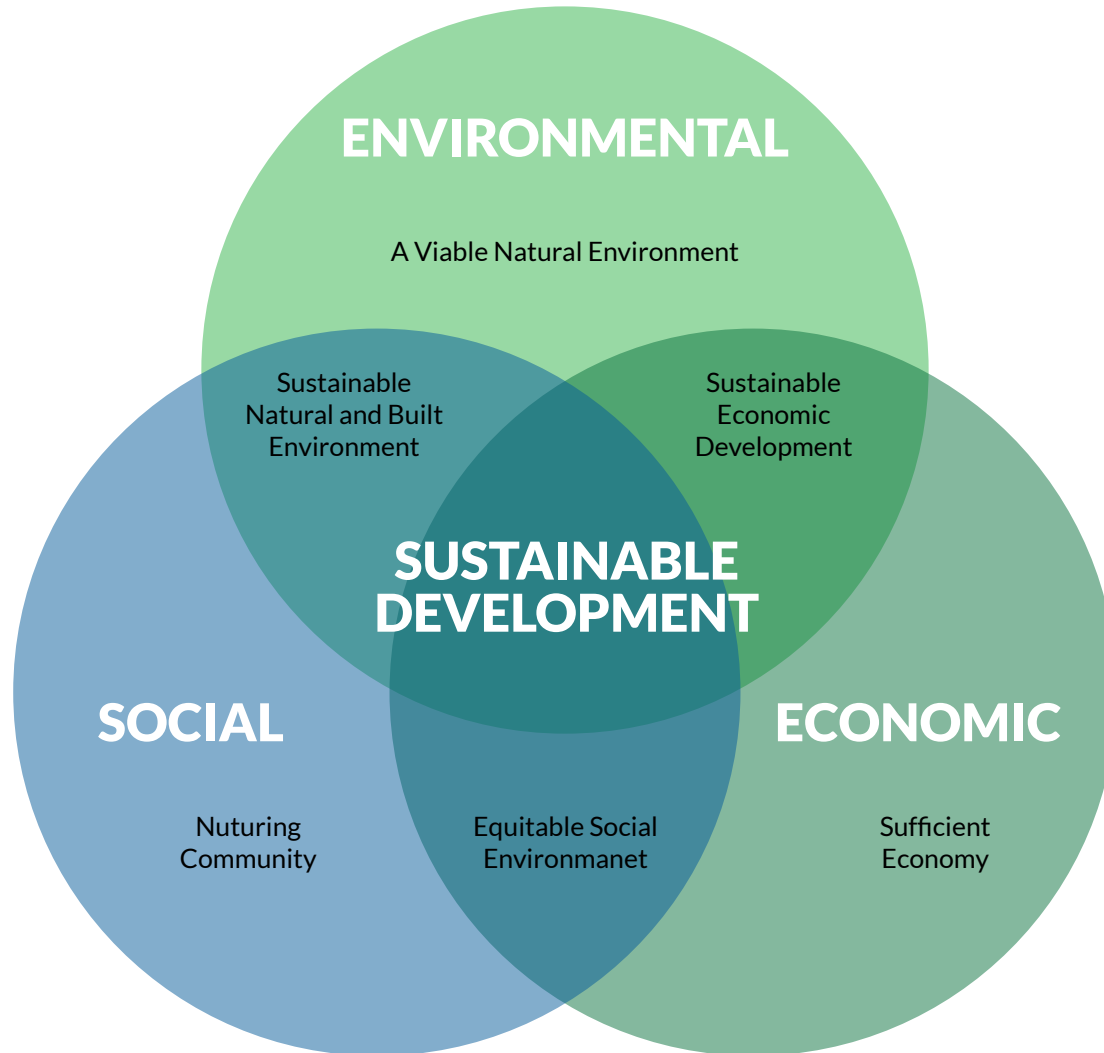 ENVIRONMENTAL
A Viable Natural Environment
Sustainable
Natural and Built
Environment
Sustainable
Economic
Development
SUSTAINABLE
DEVELOPMENT
SOCIAL
ECONOMIC
Nuturing
Community
Equitable Social
Environmanet
Sufficient
Economy